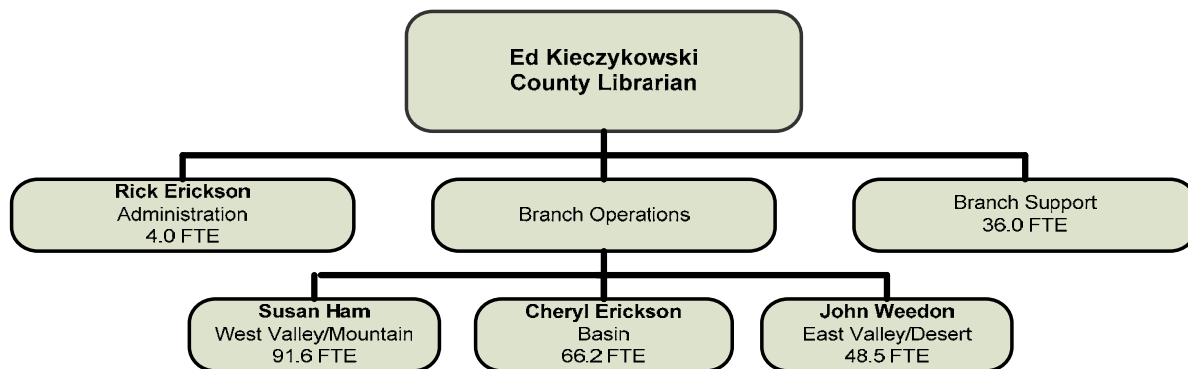 Ed Kieczykowski
County Librarian
Rick Erickson
Administration
4.0 FTE
Branch Operations
Branch Support
36.0 FTE
Susan Ham
West Valley/Mountain
91.6 FTE
Cheryl Erickson
Basin
66.2 FTE
John Weedon
East Valley/Desert
48.5 FTE